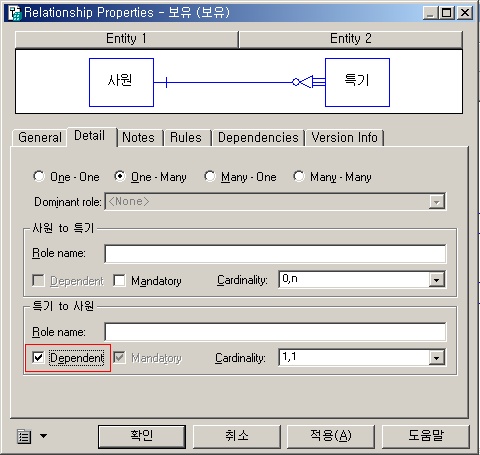 Relationship Properties - 보유 (보유)
Entity 1 Entity 2
사원 특기
General Detail Notes Rules Dependencies Version Info
One - One One - Many Many - One Many - Many
Dominant role: <None>
사원 to 특기
Role name:
Dependent Mandatory Cardinality: 0,n
특기 to 사원
Role name:
Dependent Mandatory Cardinality: 1,1
확인 취소 적용(A) 도움말